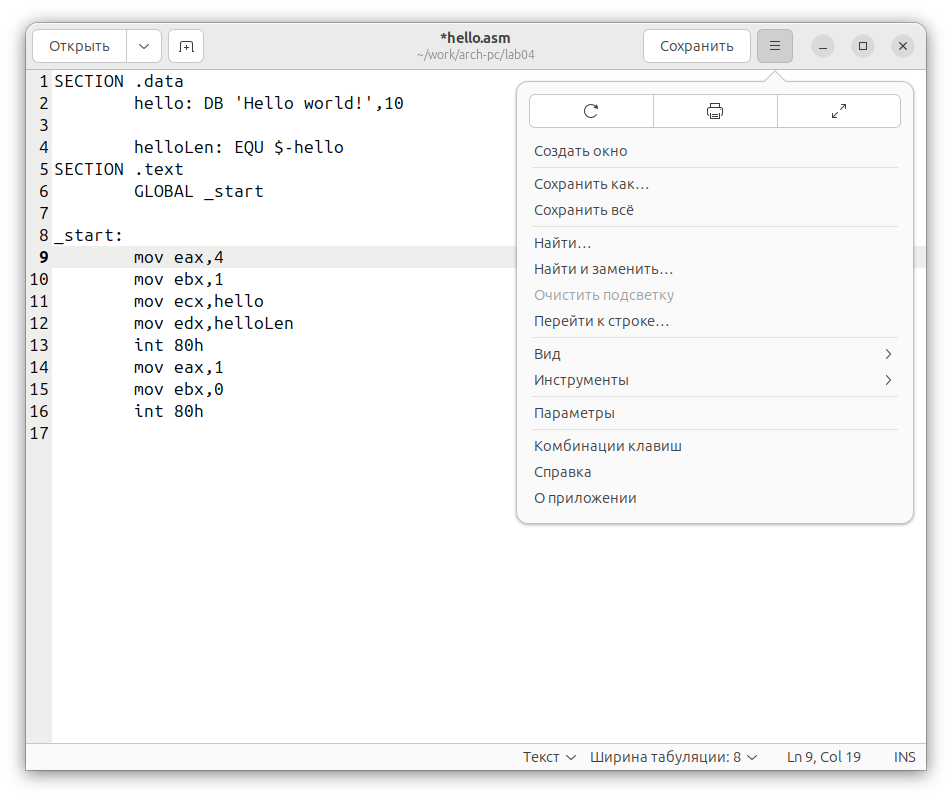 Открыть
*hello.asm
~/work/arch-pc/lab04
Сохранить
1 SECTION .data
2 hello: DB 'Hello world!',10
3
4 helloLen: EQU $-hello
5 SECTION .text
6 GLOBAL _start
7
8 _start:
9 mov eax,4
10 mov ebx,1
11 mov ecx,hello
12 mov edx,helloLen
13 int 80h
14 mov eax,1
15 mov ebx,0
16 int 80h
17
Создать окно
Сохранить как…
Сохранить всё
Найти…
Найти и заменить…
Очистить подсветку
Перейти к строке…
Вид
Инструменты
Параметры
Комбинации клавиш
Справка
О приложении
Текст Ширина табуляции: 8 Ln 9, Col 19 INS